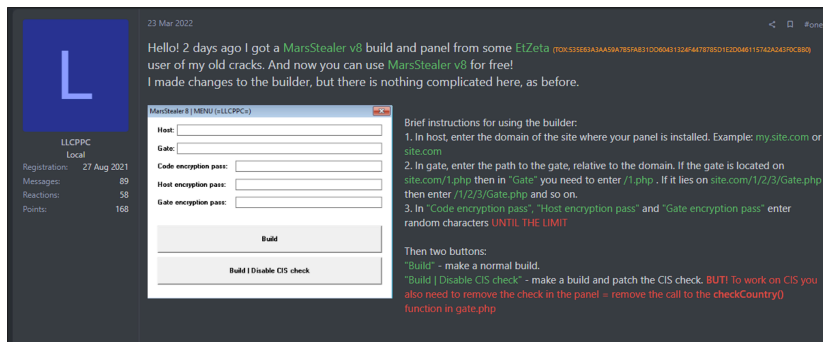 23 Mar 2022
#one
Hello! 2 days ago I got a MarsStealer v8 build and panel from some EtZeta (TOX:535E63A3AA59A7B5FA831DD60431324F4478785D1E2D046115742A243F0CBB0)
user of my old cracks. And now you can use MarsStealer v8 for free!
I made changes to the builder, but there is nothing complicated here, as before.
L
LLCPPC
Local
Registration: 27 Aug 2021
Messages: 89
Reactions: 58
Points: 168
MarsStealer 8 | MENU (=LLCPPC=)
Host:
Gate:
Code encryption pass:
Host encryption pass:
Gate encryption pass:
Build
Build | Disable CIS check
Brief instructions for using the builder:
1. In host, enter the domain of the site where your panel is installed. Example: my.site.com or
site.com
2. In gate, enter the path to the gate, relative to the domain. If the gate is located on
site.com/1.php then in "Gate" you need to enter /1.php . If it lies on site.com/1/2/3/Gate.php
then enter /1/2/3/Gate.php and so on.
3. In "Code encryption pass", "Host encryption pass" and "Gate encryption pass" enter
random characters UNTIL THE LIMIT
Then two buttons:
"Build" - make a normal build.
"Build | Disable CIS check" - make a build and patch the CIS check. BUT! To work on CIS you
also need to remove the check in the panel = remove the call to the checkCountry()
function in gate.php